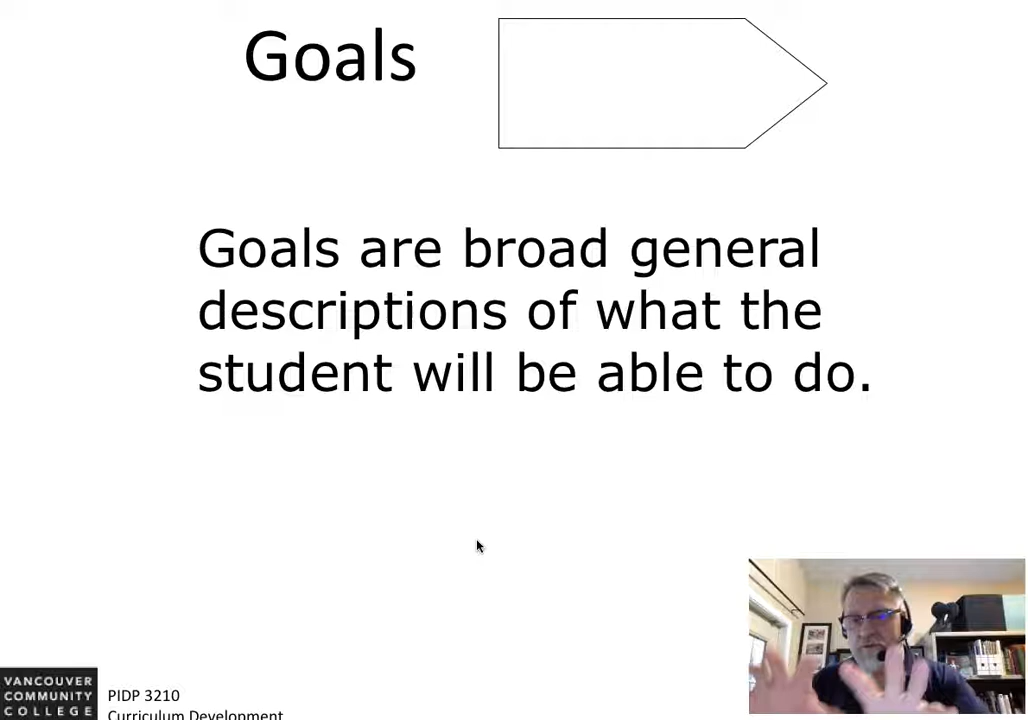 Goals
Goals are broad general
descriptions of what the
student will be able to do.
VANCOUVER
COMMUNITY
COLLEGE
PIDP 3210
Curriculum Development